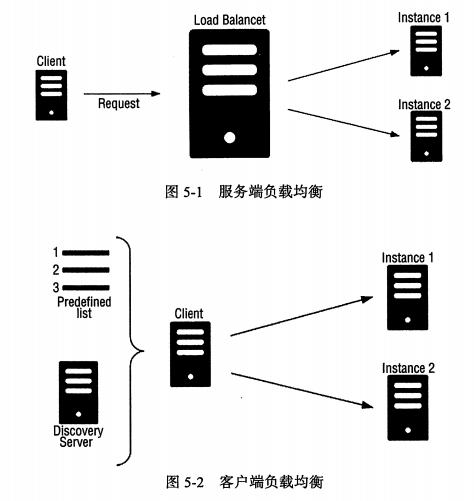 Load Balancet
Instance 1
Client
Request
Instance 2
图 5-1 服务端负载均衡
1
2
3
Predefined
list
Client
Instance 1
Discovery
Server
Instance 2
图 5-2 客户端负载均衡